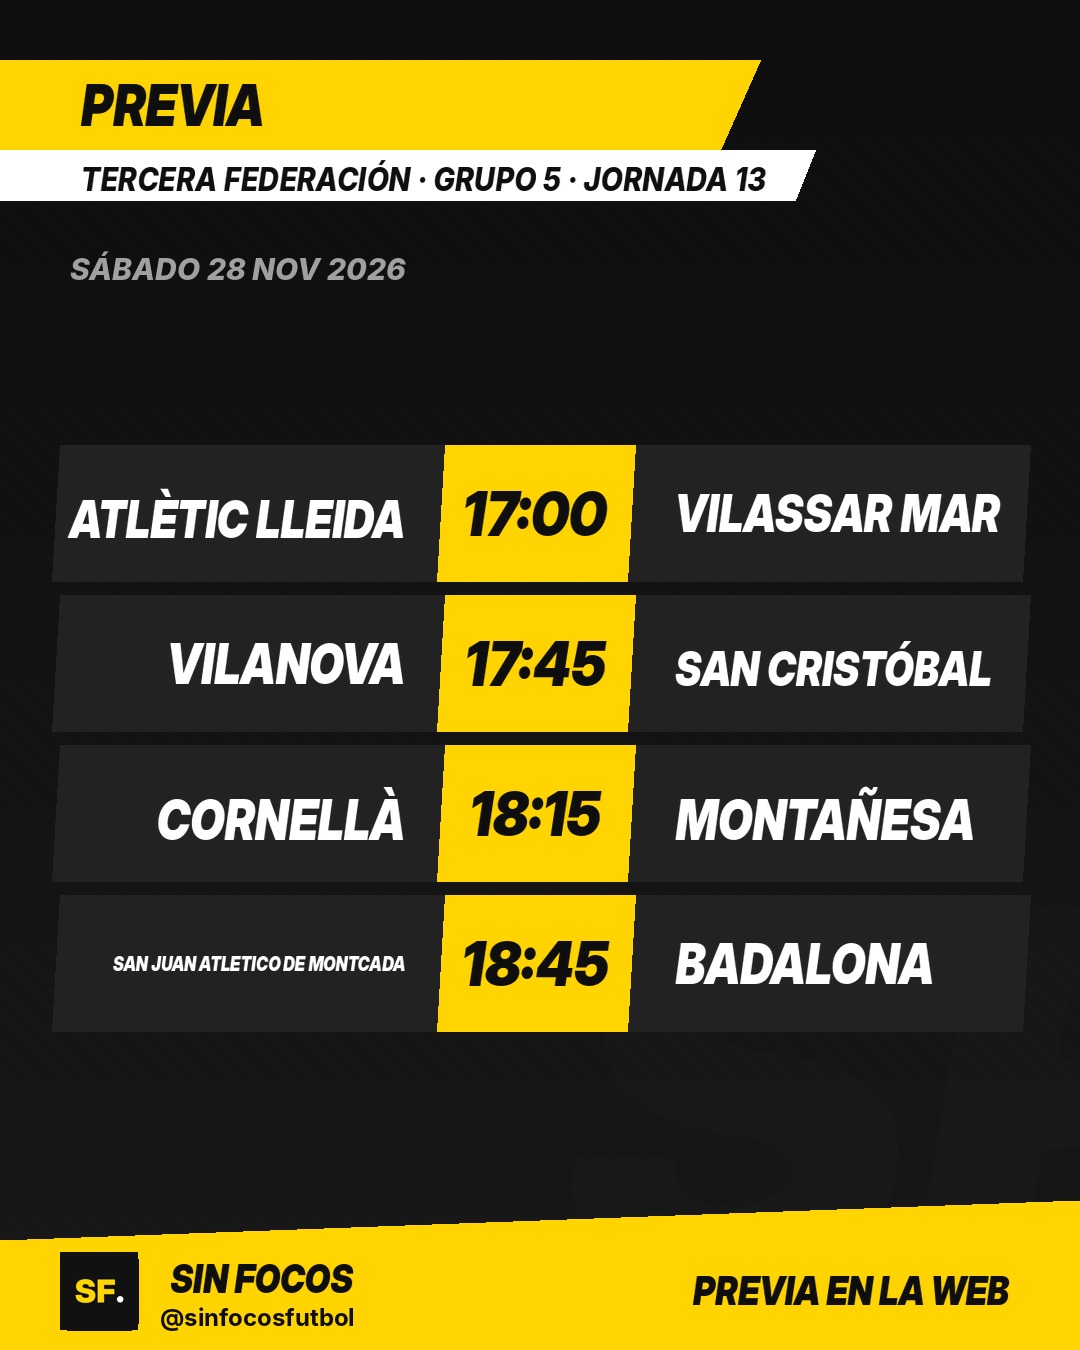 PREVIA
TERCERA FEDERACIÓN · GRUPO 5 · JORNADA 13
SÁBADO 28 NOV 2026
ATLÈTIC LLEIDA 17:00 VILASSAR MAR
VILANOVA 17:45 SAN CRISTÓBAL
CORNELLÀ 18:15 MONTAÑESA
SAN JUAN ATLETICO DE MONTCADA 18:45 BADALONA
SF
SF.
SIN FOCOS
@sinfocosfutbol
PREVIA EN LA WEB